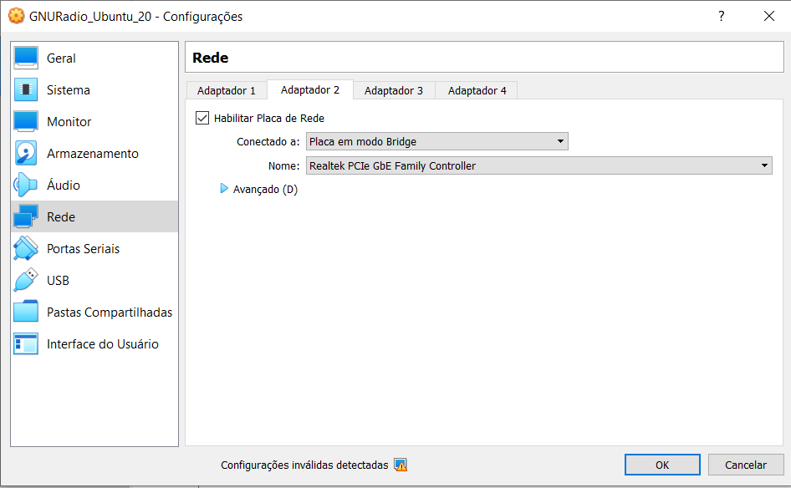 GNURadio_Ubuntu_20 - Configurações
?
Geral
Sistema
Monitor
Armazenamento
Áudio
Rede
Portas Seriais
USB
Pastas Compartilhadas
Interface do Usuário
Rede
Adaptador 1 Adaptador 2 Adaptador 3 Adaptador 4
Habilitar Placa de Rede
Conectado a: Placa em modo Bridge
Nome: Realtek PCIe GbE Family Controller
Avançado (D)
Configurações inválidas detectadas
OK Cancelar